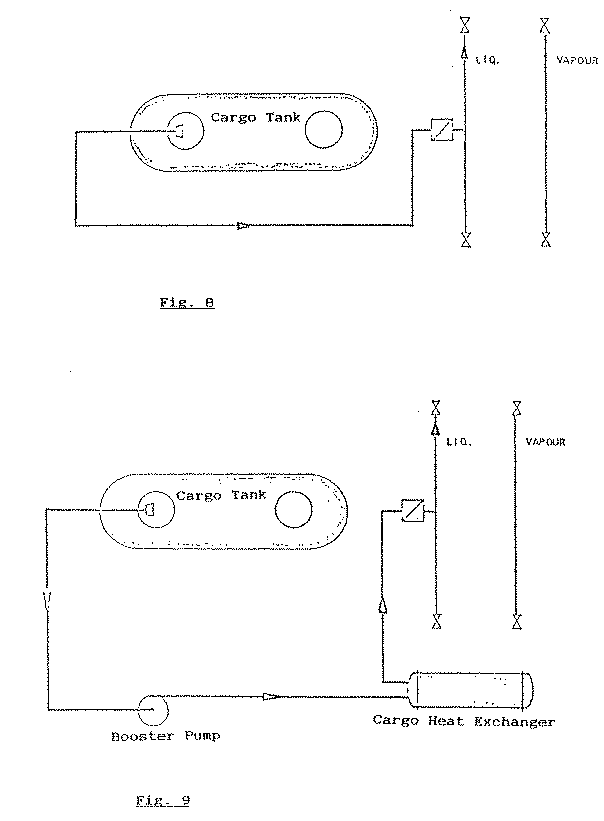 LIQ.
VAPOUR
Cargo Tank
Fig. 8
LIQ.
VAPOUR
Cargo Tank
Cargo Heat Exchanger
Booster Pump
Fig. 9